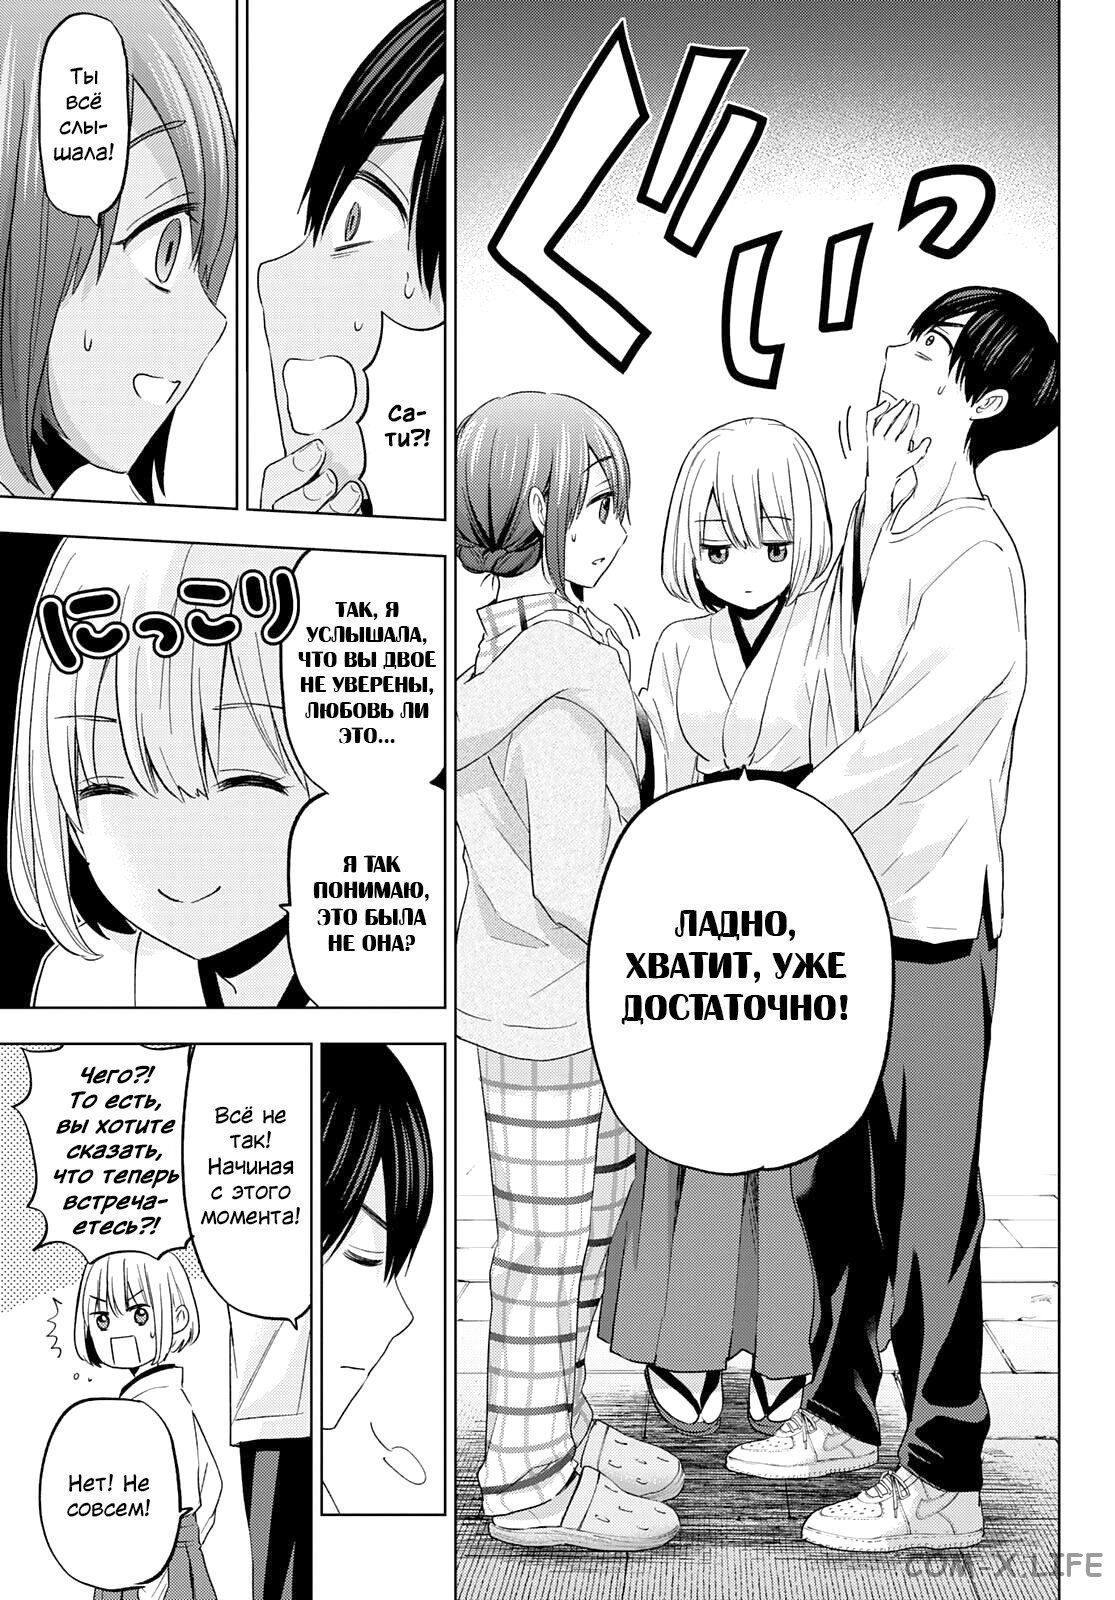 ぐいっ
ЛАДНО,
ХВАТИТ, УЖЕ
ДОСТАТОЧНО!
Са-
ти?!
Ты
всё
слы-
шала!
ТАК, Я
УСЛЫШАЛА,
ЧТО ВЫ ДВОЕ
НЕ УВЕРЕНЫ,
ЛЮБОВЬ ЛИ
ЭТО...
にっこり
Я ТАК
ПОНИМАЮ,
ЭТО БЫЛА
НЕ ОНА?
Всё не
так!
Начиная
с этого
момента!
Чего?!
То есть,
вы хотите
сказать,
что теперь
встреча-
етесь?!
Нет! Не
совсем!
COM-X.LIFE